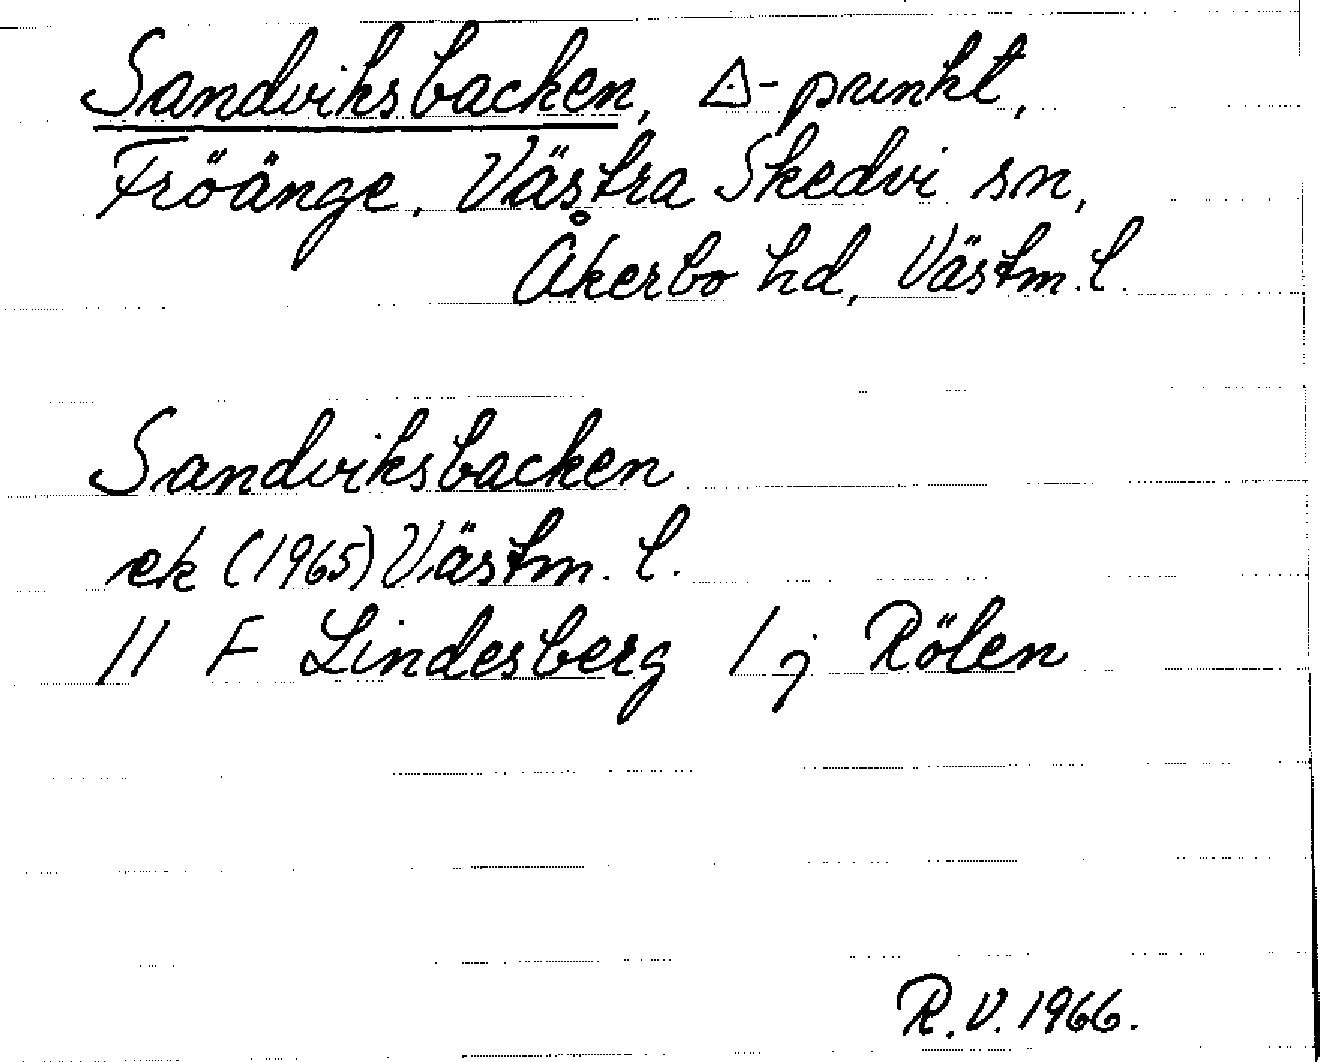 Sandviksbacken, △-punkt,
Fröänge, Västra Skedvi sn,
Åkerbo hd, Västm. l.
Sandviksbacken
ek (1965) Västm. l.
11 F Lindesberg 1 j Rölen
R.V. 1966.